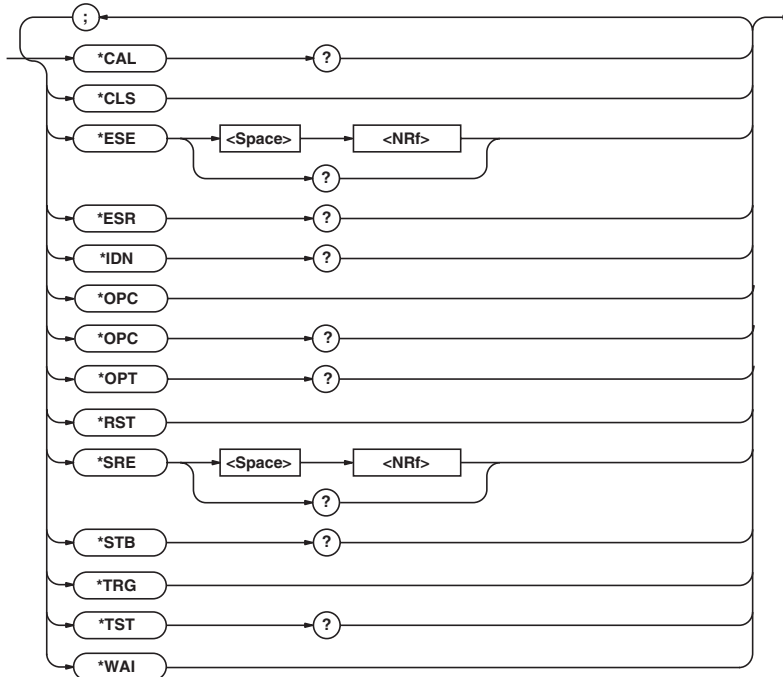 ;
*CAL ?
*CLS
*ESE <Space> <NRf>
?
*ESR ?
*IDN ?
*OPC
*OPC ?
*OPT ?
*RST
*SRE <Space> <NRf>
?
*STB ?
*TRG
*TST ?
*WAI